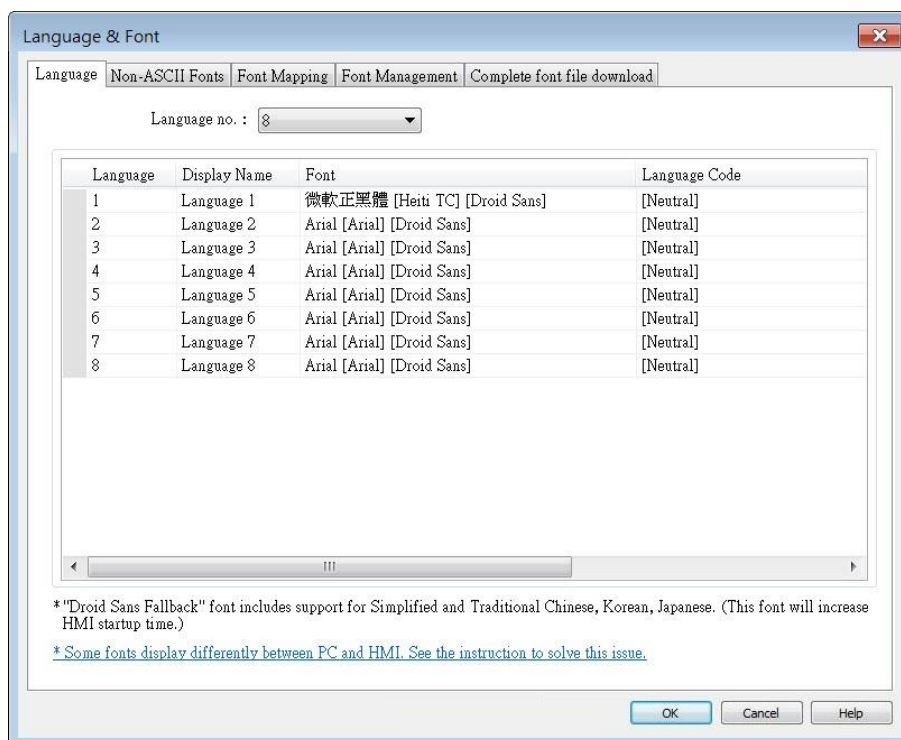 Language & Font
Language Non-ASCII Fonts Font Mapping Font Management Complete font file download
Language no. : 8
Language Display Name Font Language Code
1 Language 1 微軟正黑體 [Heiti TC] [Droid Sans] [Neutral]
2 Language 2 Arial [Arial] [Droid Sans] [Neutral]
3 Language 3 Arial [Arial] [Droid Sans] [Neutral]
4 Language 4 Arial [Arial] [Droid Sans] [Neutral]
5 Language 5 Arial [Arial] [Droid Sans] [Neutral]
6 Language 6 Arial [Arial] [Droid Sans] [Neutral]
7 Language 7 Arial [Arial] [Droid Sans] [Neutral]
8 Language 8 Arial [Arial] [Droid Sans] [Neutral]
* "Droid Sans Fallback" font includes support for Simplified and Traditional Chinese, Korean, Japanese. (This font will increase
HMI startup time.)
* Some fonts display differently between PC and HMI. See the instruction to solve this issue.
OK Cancel Help